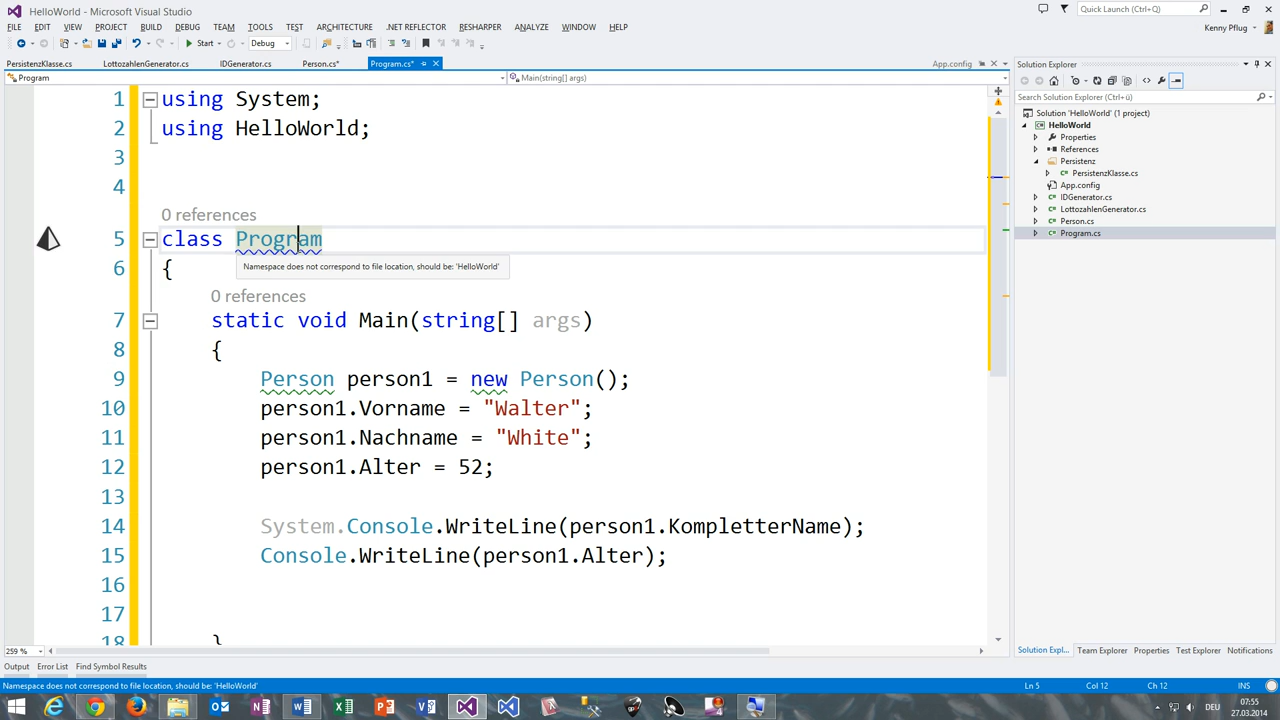 HelloWorld - Microsoft Visual Studio
Quick Launch (Ctrl+Q)
FILE EDIT VIEW PROJECT BUILD DEBUG TEAM TOOLS TEST ARCHITECTURE .NET REFLECTOR RESHARPER ANALYZE WINDOW HELP
Kenny Pflug
Start Debug
PersistenzKlasse.cs LottozahlenGenerator.cs IDGenerator.cs Person.cs* Program.cs* App.config
Program Main(string[] args)
1 using System;
2 using HelloWorld;
3
4
0 references
5 class Program
Namespace does not correspond to file location, should be: 'HelloWorld'
6 {
0 references
7 static void Main(string[] args)
8 {
9 Person person1 = new Person();
10 person1.Vorname = "Walter";
11 person1.Nachname = "White";
12 person1.Alter = 52;
13
14 System.Console.WriteLine(person1.KompletterName);
15 Console.WriteLine(person1.Alter);
16
17
18 }
259 %
Solution Explorer
Search Solution Explorer (Ctrl+ü)
Solution 'HelloWorld' (1 project)
HelloWorld
Properties
References
Persistenz
PersistenzKlasse.cs
App.config
IDGenerator.cs
LottozahlenGenerator.cs
Person.cs
Program.cs
Solution Expl... Team Explorer Properties Test Explorer Notifications
Output Error List Find Symbol Results
Namespace does not correspond to file location, should be: 'HelloWorld' Ln 5 Col 12 Ch 12 INS
DEU
07:55
27.03.2014